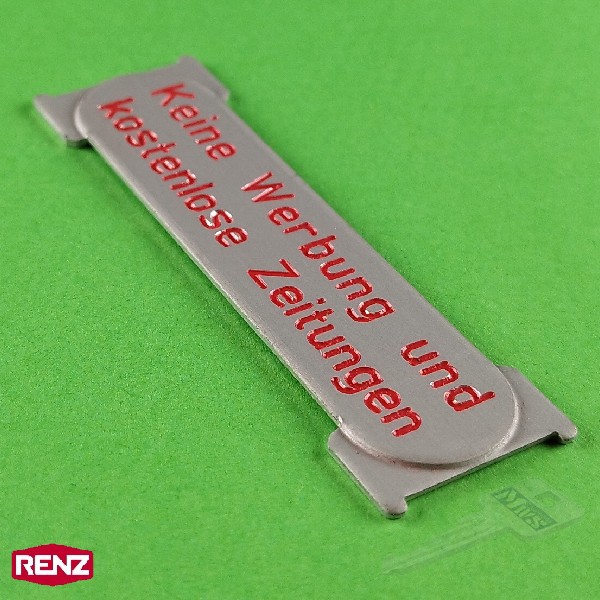 Keine Werbung und
kostenlose Zeitungen
RENZ